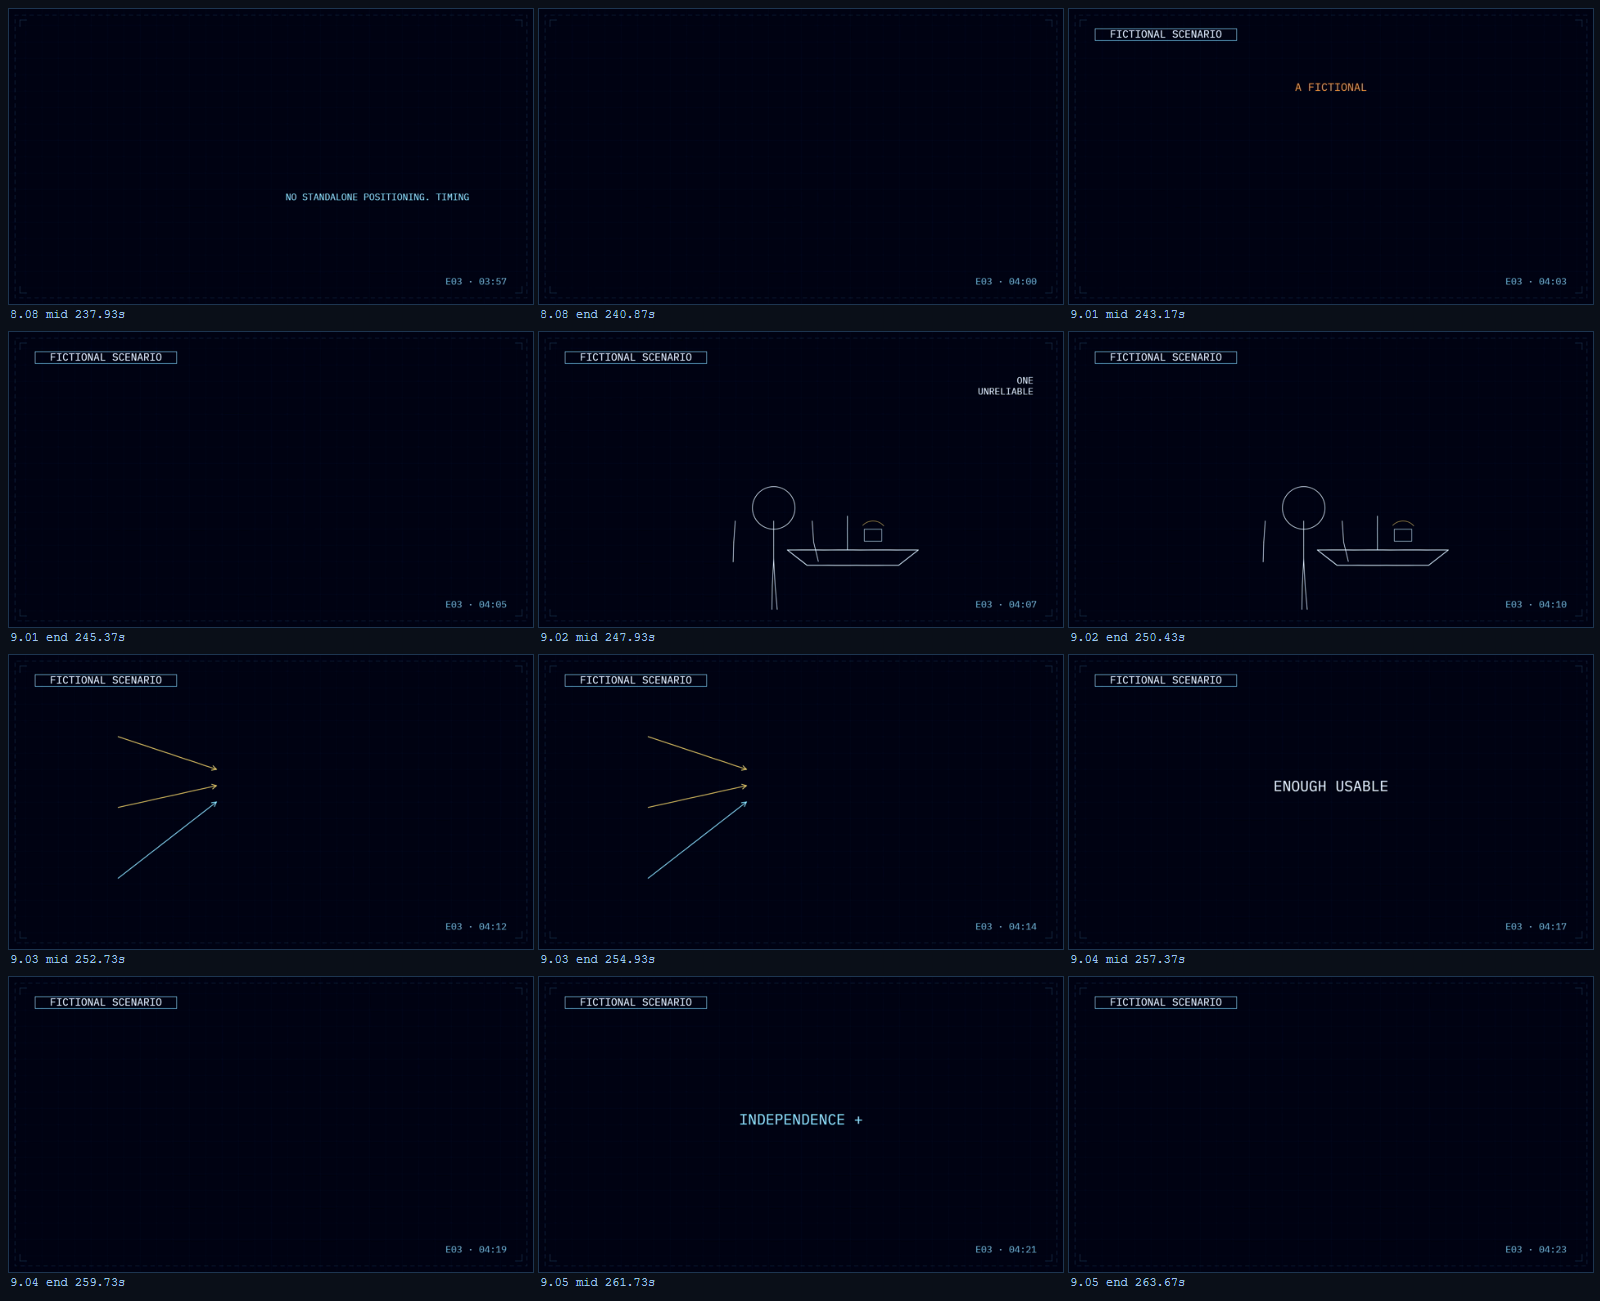 NO STANDALONE POSITIONING. TIMING
E03 · 03:57
8.08 mid 237.93s
E03 · 04:00
8.08 end 240.87s
FICTIONAL SCENARIO
A FICTIONAL
E03 · 04:03
9.01 mid 243.17s
FICTIONAL SCENARIO
E03 · 04:05
9.01 end 245.37s
FICTIONAL SCENARIO
ONE
UNRELIABLE
E03 · 04:07
9.02 mid 247.93s
FICTIONAL SCENARIO
E03 · 04:10
9.02 end 250.43s
FICTIONAL SCENARIO
E03 · 04:12
9.03 mid 252.73s
FICTIONAL SCENARIO
E03 · 04:14
9.03 end 254.93s
FICTIONAL SCENARIO
ENOUGH USABLE
E03 · 04:17
9.04 mid 257.37s
FICTIONAL SCENARIO
E03 · 04:19
9.04 end 259.73s
FICTIONAL SCENARIO
INDEPENDENCE +
E03 · 04:21
9.05 mid 261.73s
FICTIONAL SCENARIO
E03 · 04:23
9.05 end 263.67s